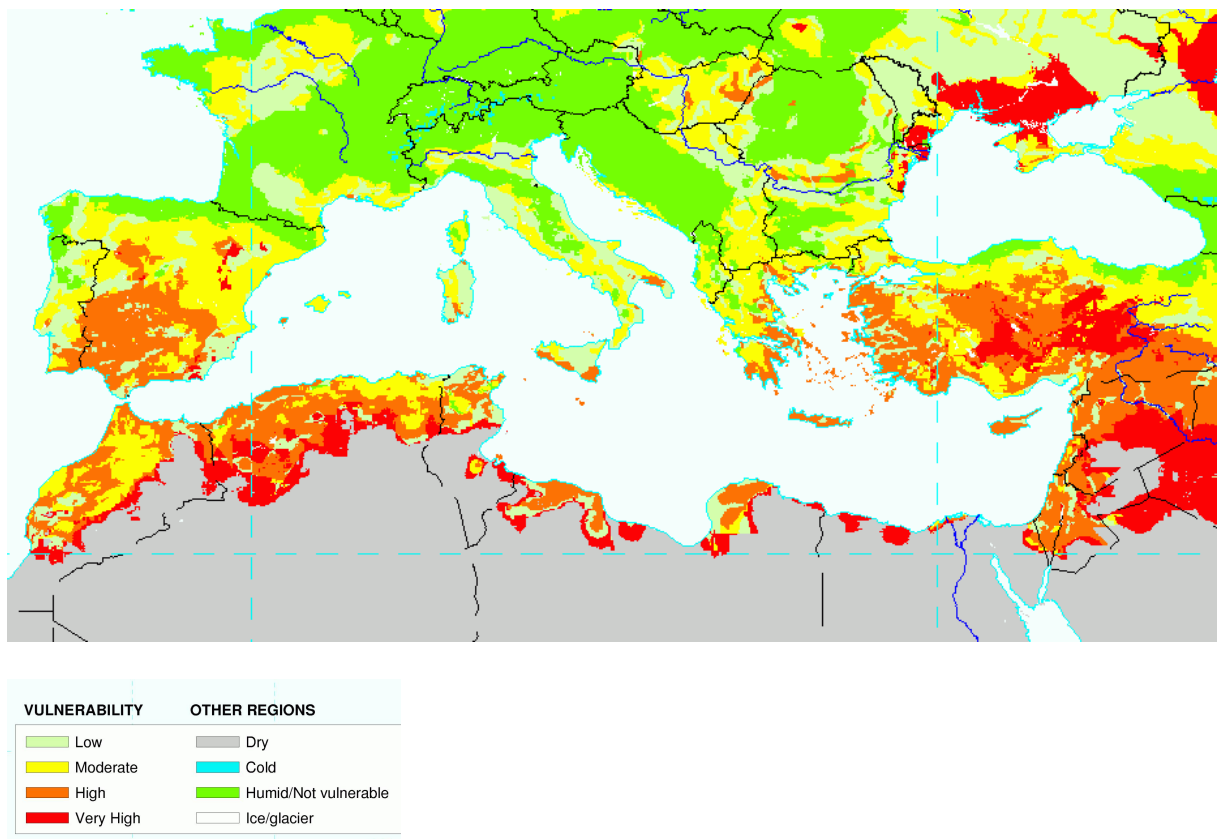 VULNERABILITY OTHER REGIONS
Low Dry
Moderate Cold
High Humid/Not vulnerable
Very High Ice/glacier